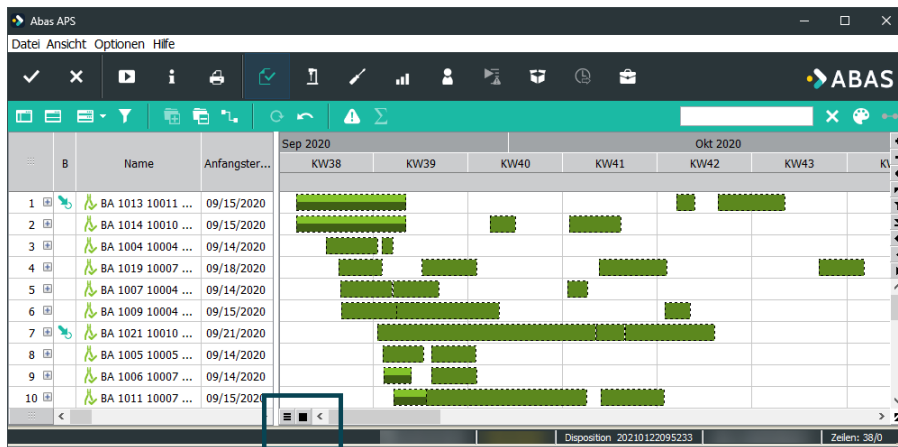 Abas APS
Datei Ansicht Optionen Hilfe
ABAS
Sep 2020 Okt 2020
B Name Anfangster... KW38 KW39 KW40 KW41 KW42 KW43
1 BA 1013 10011 ... 09/15/2020
2 BA 1014 10010 ... 09/15/2020
3 BA 1004 10004 ... 09/14/2020
4 BA 1019 10007 ... 09/18/2020
5 BA 1007 10004 ... 09/14/2020
6 BA 1009 10004 ... 09/15/2020
7 BA 1021 10010 ... 09/21/2020
8 BA 1005 10005 ... 09/14/2020
9 BA 1006 10007 ... 09/14/2020
10 BA 1011 10007 ... 09/15/2020
Disposition 20210122095233 Zeilen: 38/0